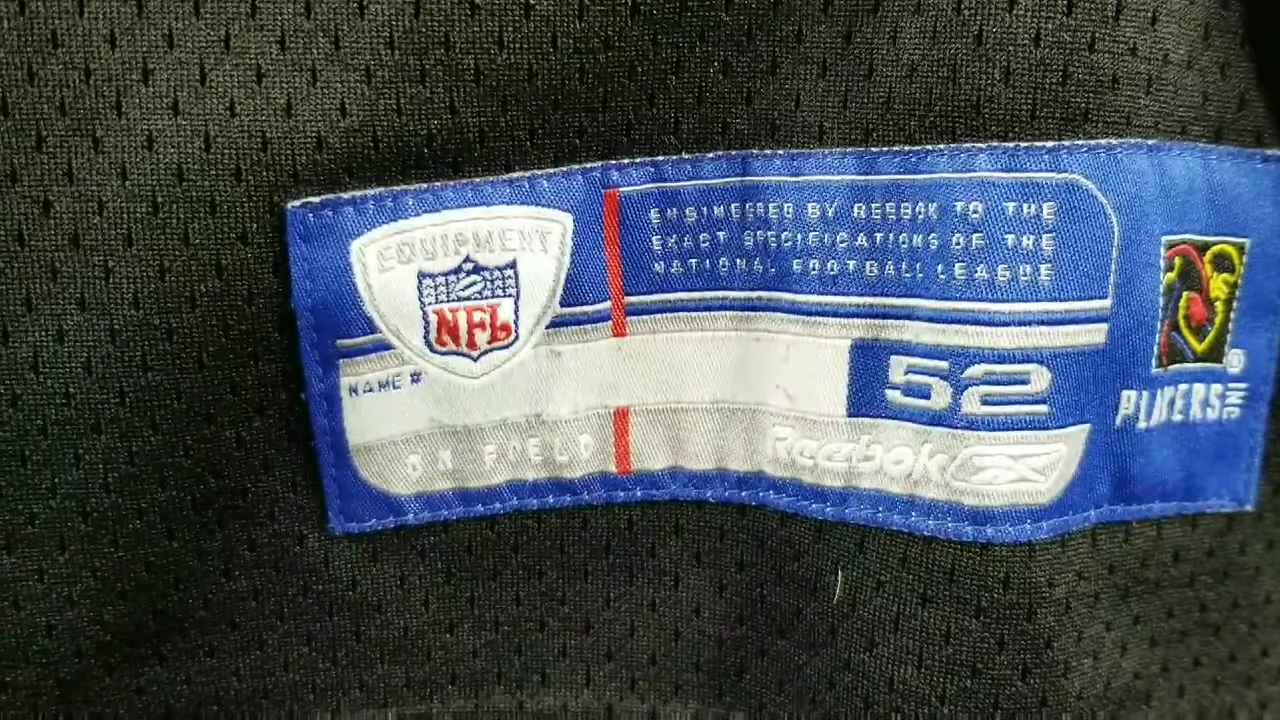 EQUIPMENT
NFL
ENGINEERED BY REEBOK TO THE
EXACT SPECIFICATIONS OF THE
NATIONAL FOOTBALL LEAGUE
NAME #
52
ON FIELD
Reebok
PLAYERS INC
®